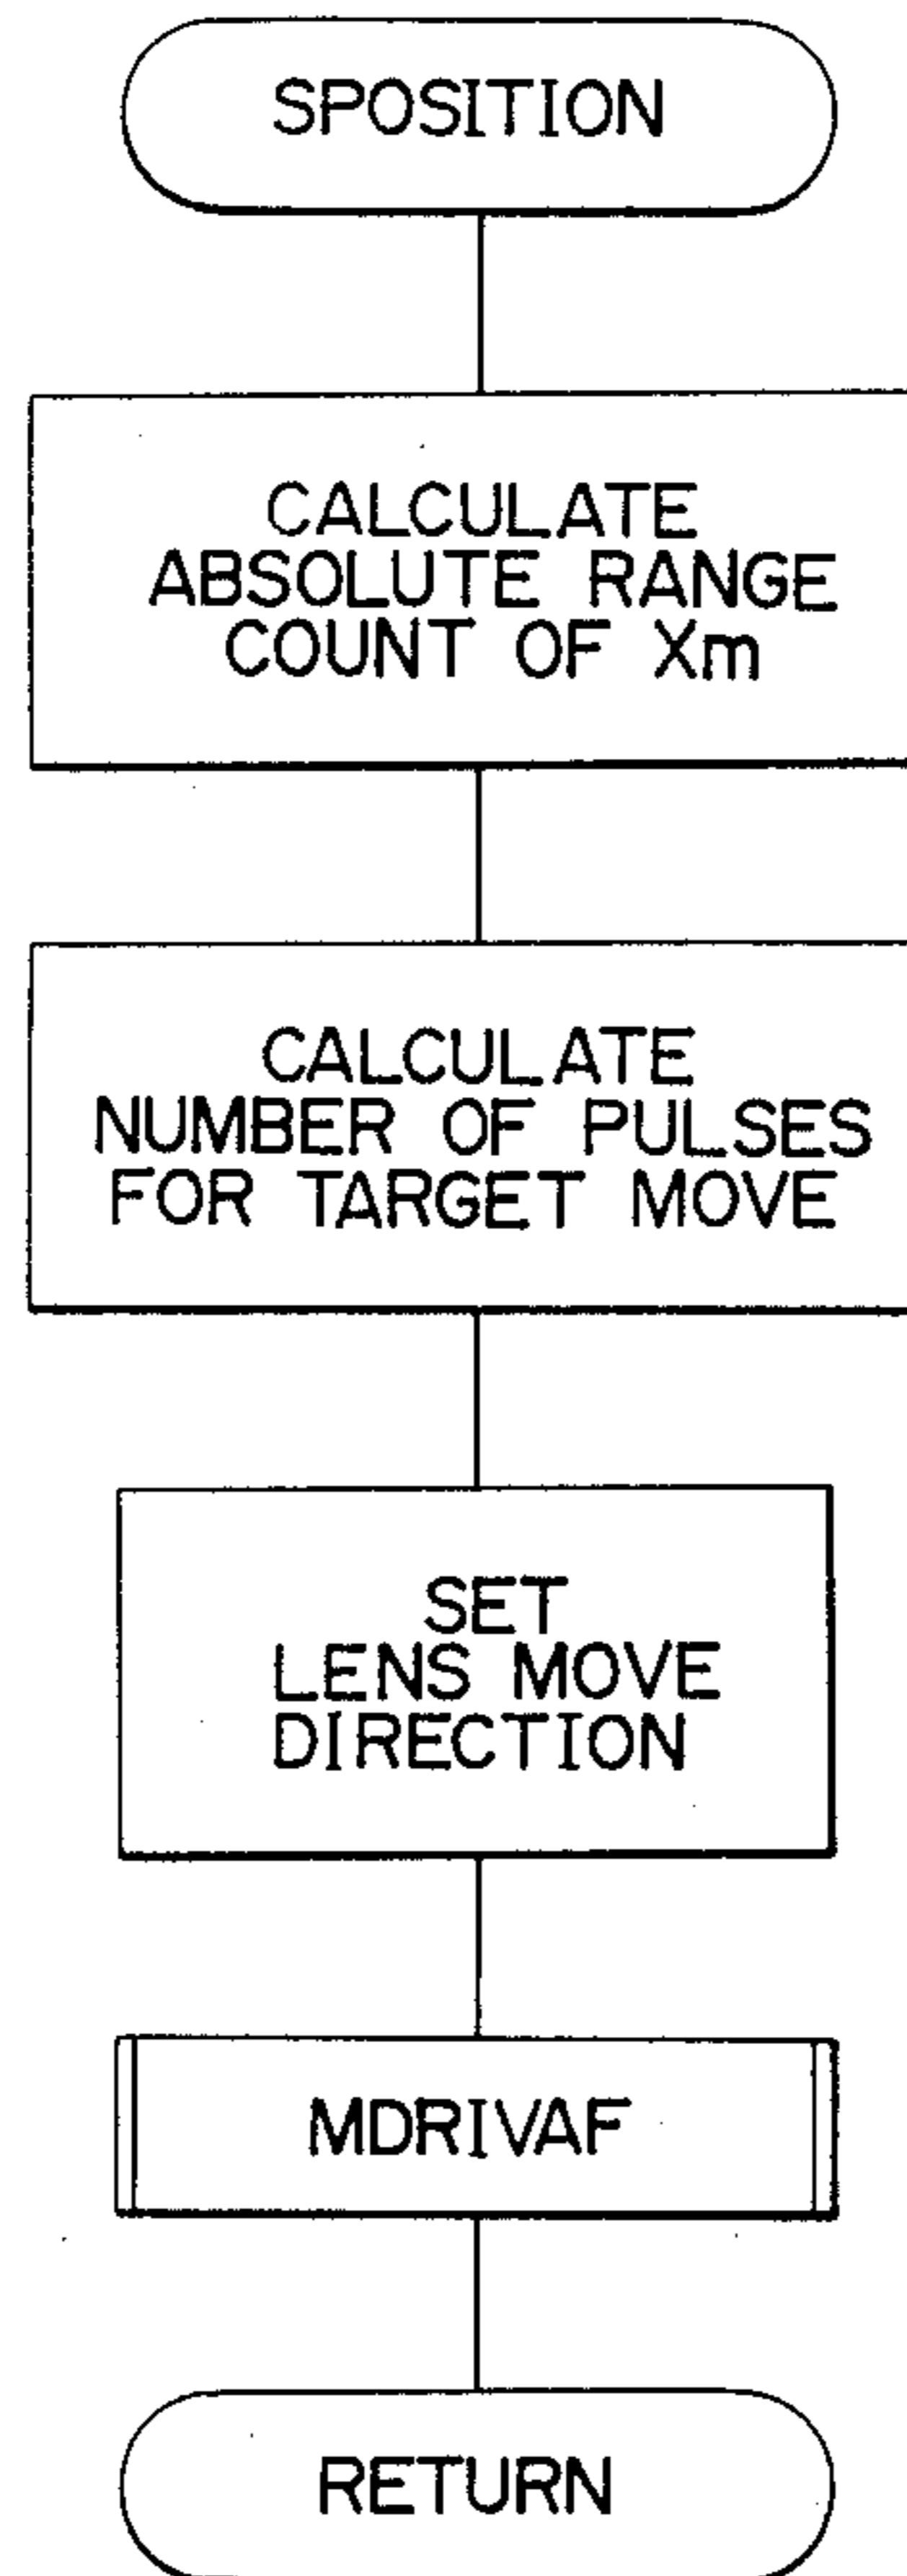 SPOSITION
CALCULATE
ABSOLUTE RANGE
COUNT OF Xm
CALCULATE
NUMBER OF PULSES
FOR TARGET MOVE
SET
LENS MOVE
DIRECTION
MDRIVAF
RETURN